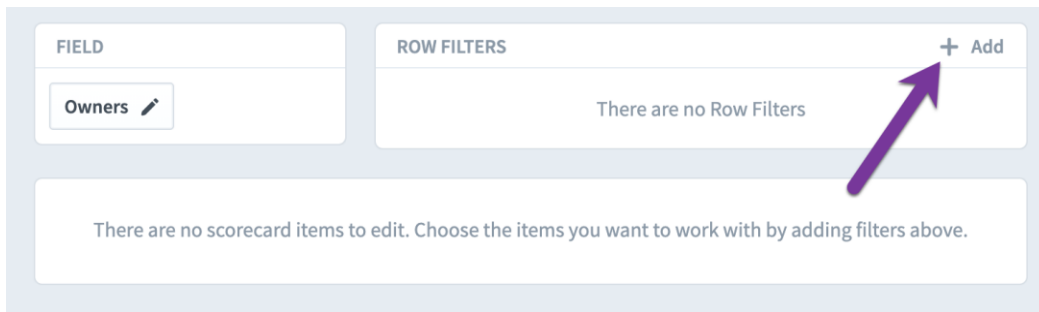 FIELD
ROW FILTERS
+ Add
Owners
There are no Row Filters
There are no scorecard items to edit. Choose the items you want to work with by adding filters above.